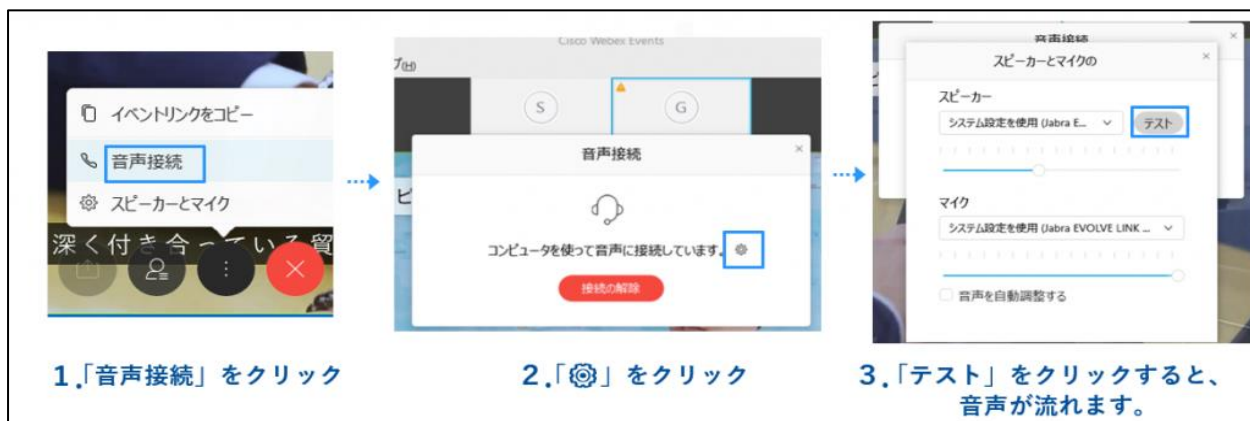 イベントリンクをコピー
音声接続
スピーカーとマイク
深く付き合っている貿
1.「音声接続」をクリック
Cisco Webex Events
プ(H)
S
G
ビ
音声接続
×
コンピュータを使って音声に接続しています。
接続の解除
2.「⚙」をクリック
音声接続
×
スピーカーとマイクの
×
スピーカー
システム設定を使用 (Jabra E...
テスト
マイク
システム設定を使用 (Jabra EVOLVE LINK ...
音声を自動調整する
3.「テスト」をクリックすると、
音声が流れます。